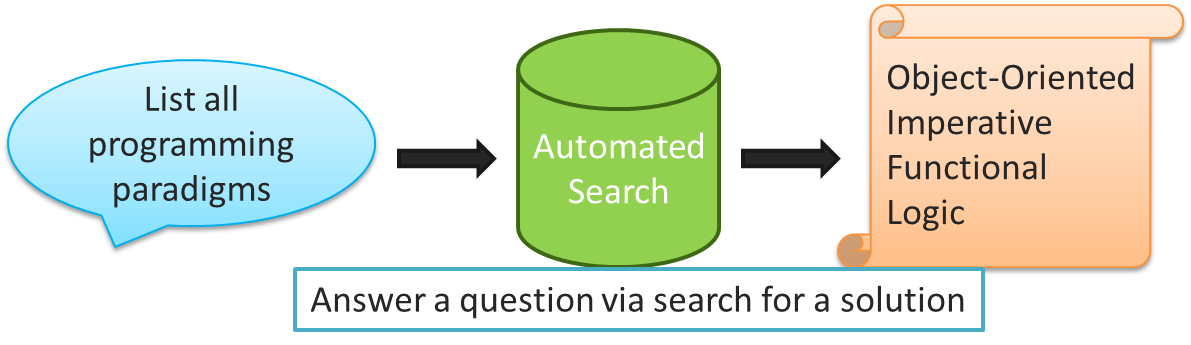 List all
programming
paradigms
Automated
Search
Object-Oriented
Imperative
Functional
Logic
Answer a question via search for a solution